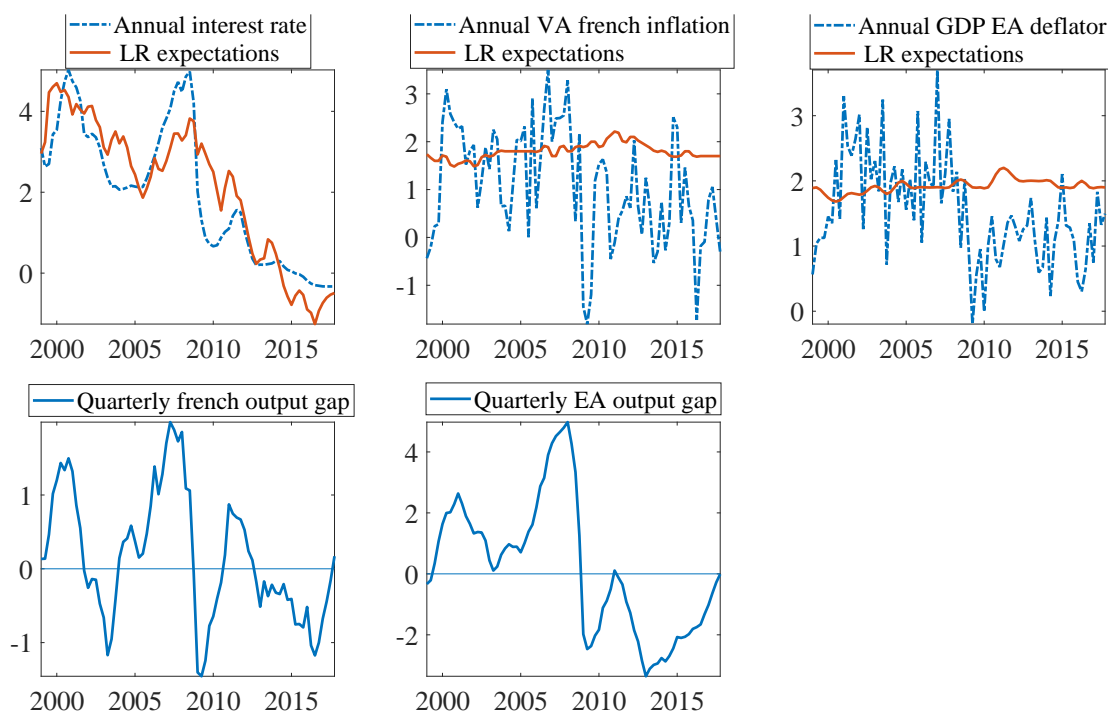 Annual interest rate
LR expectations
4
2
0
2000 2005 2010 2015
Annual VA french inflation
LR expectations
3
2
1
0
-1
2000 2005 2010 2015
Annual GDP EA deflator
LR expectations
3
2
1
0
2000 2005 2010 2015
Quarterly french output gap
1
0
-1
2000 2005 2010 2015
Quarterly EA output gap
4
2
0
-2
2000 2005 2010 2015